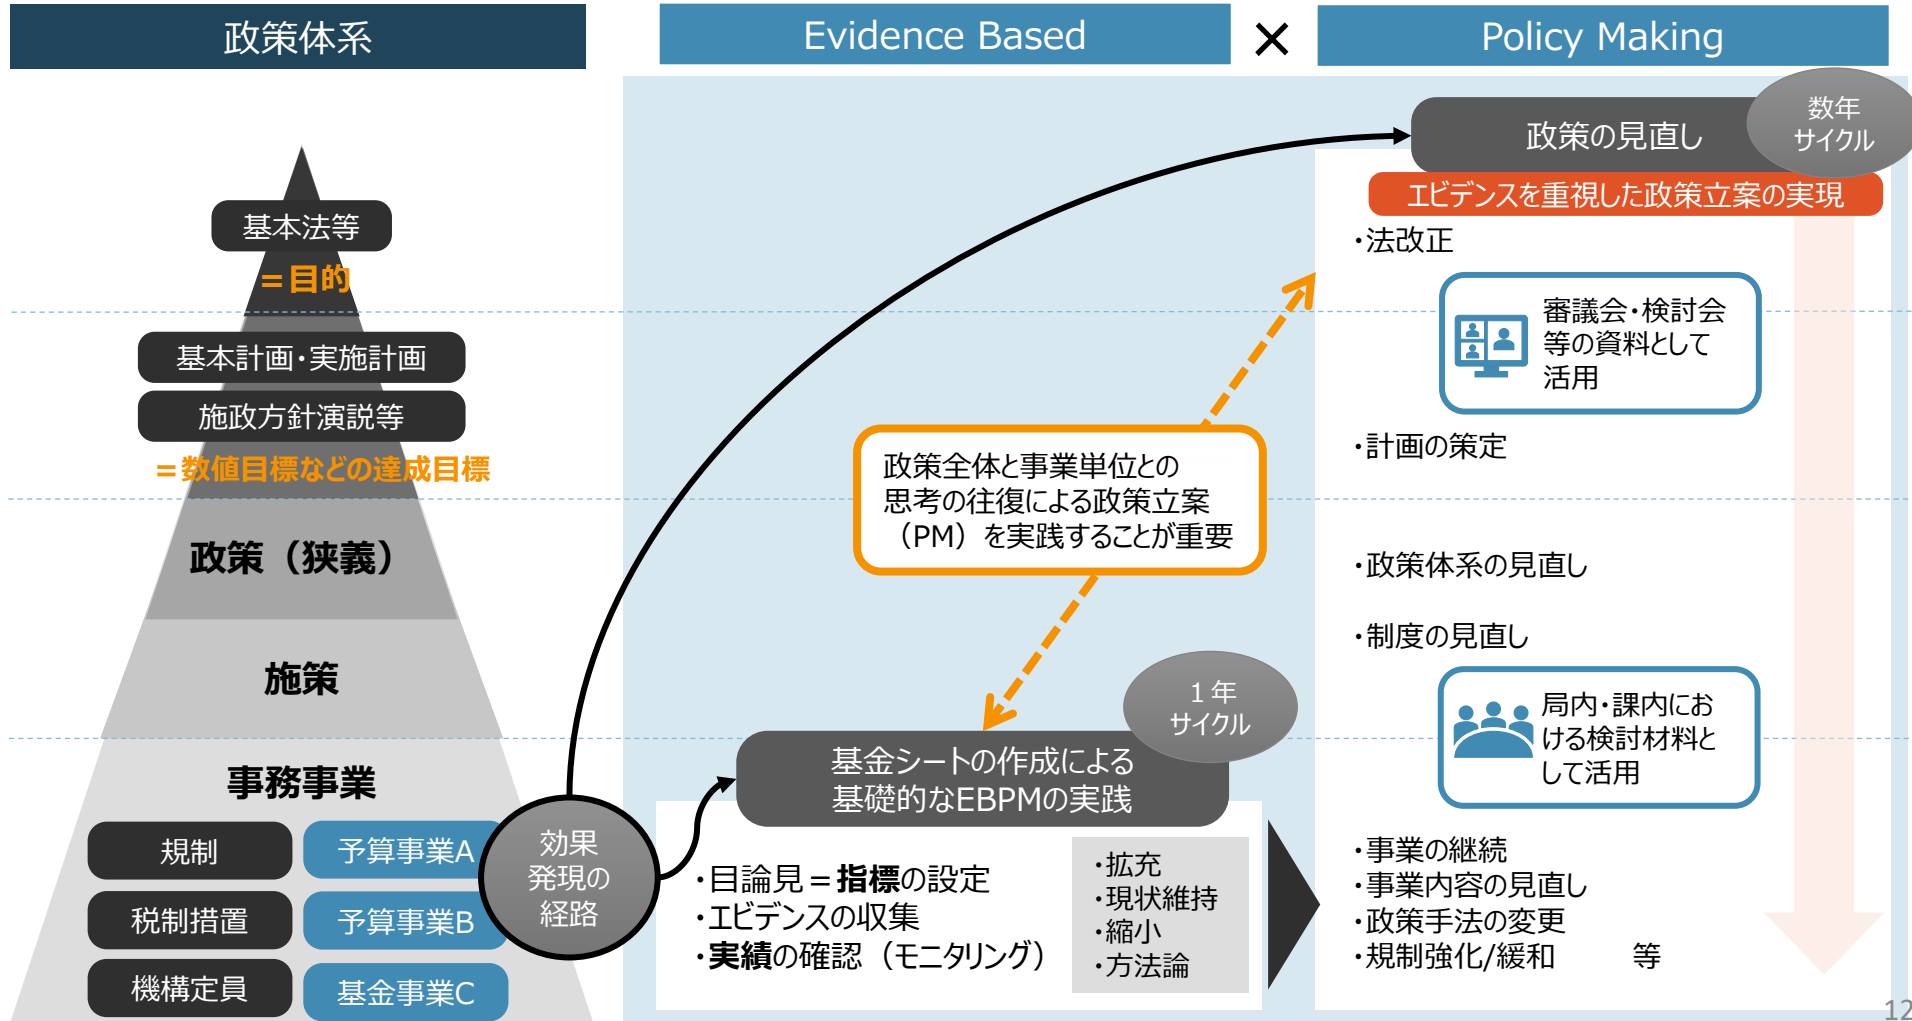 政策体系
Evidence Based
×
Policy Making
基本法等
=目的
基本計画・実施計画
施政方針演説等
=数値目標などの達成目標
政策（狭義）
施策
事務事業
規制
予算事業A
税制措置
予算事業B
機構定員
基金事業C
効果
発現の
経路
政策全体と事業単位との
思考の往復による政策立案
（PM）を実践することが重要
１年
サイクル
基金シートの作成による
基礎的なEBPMの実践
・目論見＝指標の設定
・エビデンスの収集
・実績の確認（モニタリング）
・拡充
・現状維持
・縮小
・方法論
数年
サイクル
政策の見直し
エビデンスを重視した政策立案の実現
・法改正
審議会・検討会
等の資料として
活用
・計画の策定
・政策体系の見直し
・制度の見直し
局内・課内にお
ける検討材料と
して活用
・事業の継続
・事業内容の見直し
・政策手法の変更
・規制強化/緩和　　等
12